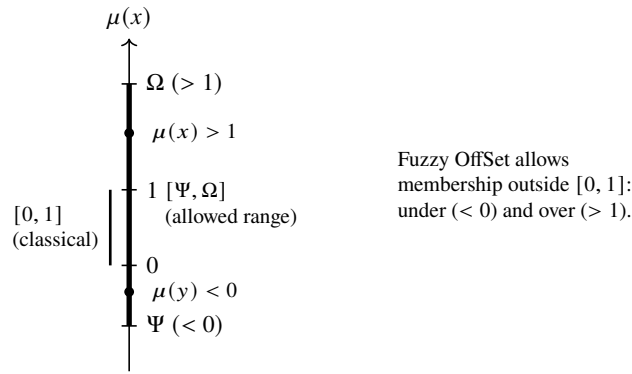 μ(x)
Ω (> 1)
μ(x) > 1
1 [Ψ, Ω]
(allowed range)
[0, 1]
(classical)
0
μ(y) < 0
Ψ (< 0)
Fuzzy OffSet allows
membership outside [0, 1]:
under (< 0) and over (> 1).